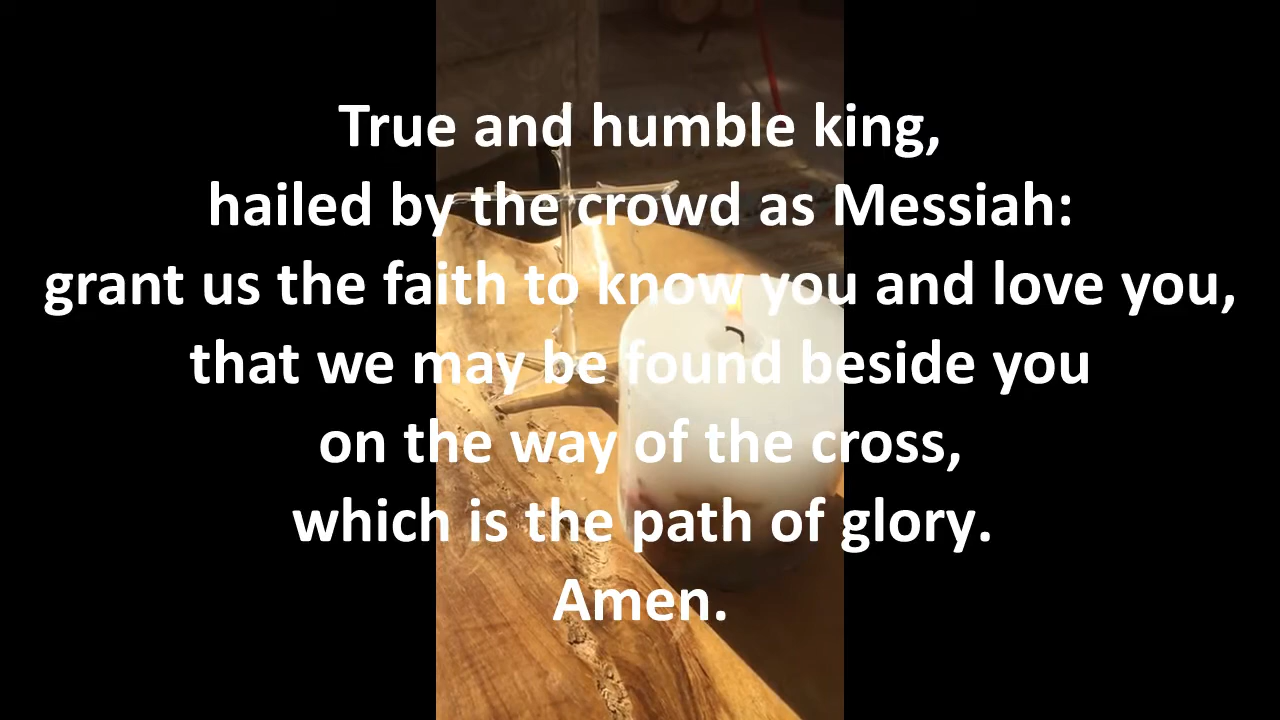 True and humble king,
hailed by the crowd as Messiah:
grant us the faith to know you and love you,
that we may be found beside you
on the way of the cross,
which is the path of glory.
Amen.